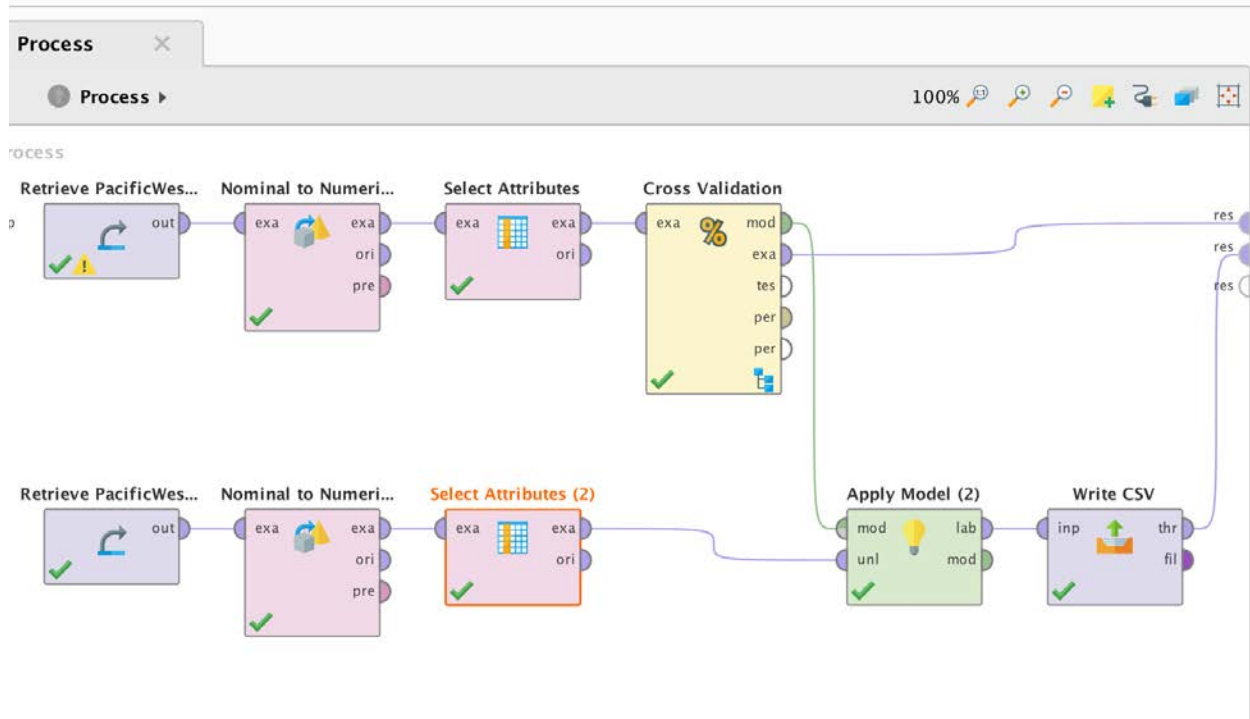 Process
Process
100%
rocess
Retrieve PacificWes... Nominal to Numeri... Select Attributes Cross Validation
out exa exa exa exa exa mod res
ori ori exa res
pre tes res
per
per
Retrieve PacificWes... Nominal to Numeri... Select Attributes (2) Apply Model (2) Write CSV
out exa exa exa exa mod lab inp thr
ori ori unl mod fil
pre